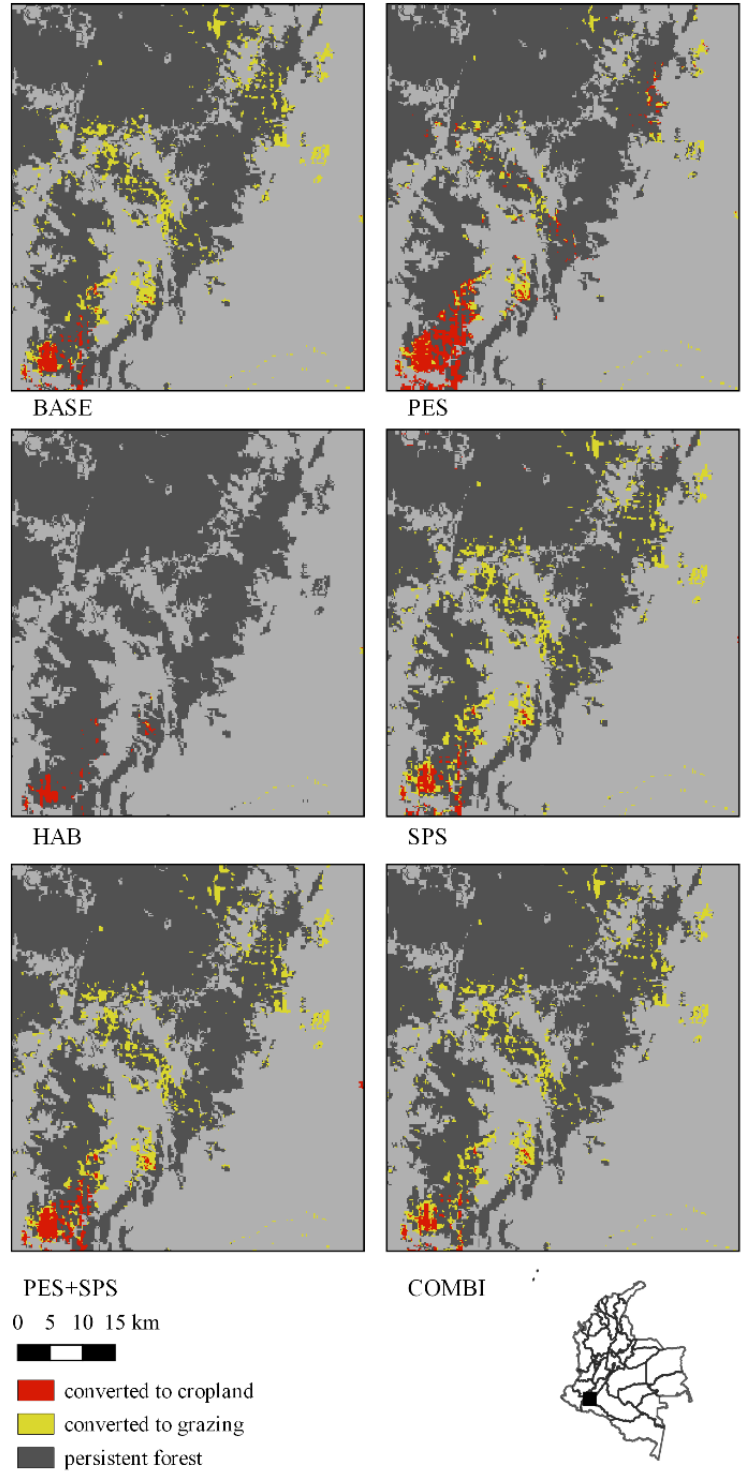 BASE
PES
HAB
SPS
PES+SPS
COMBI
0 5 10 15 km
converted to cropland
converted to grazing
persistent forest